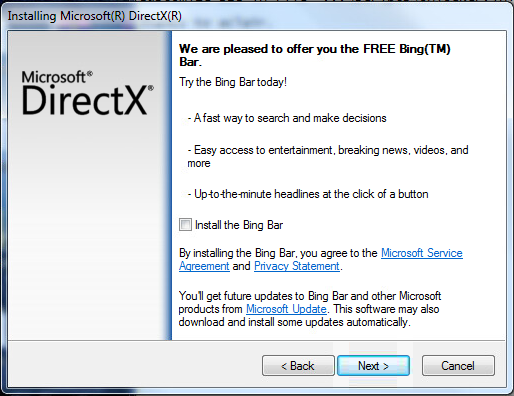 Installing Microsoft(R) DirectX(R)
Microsoft®
DirectX®
We are pleased to offer you the FREE Bing(TM)
Bar.
Try the Bing Bar today!
- A fast way to search and make decisions
- Easy access to entertainment, breaking news, videos, and
more
- Up-to-the-minute headlines at the click of a button
Install the Bing Bar
By installing the Bing Bar, you agree to the Microsoft Service
Agreement and Privacy Statement.
You'll get future updates to Bing Bar and other Microsoft
products from Microsoft Update. This software may also
download and install some updates automatically.
< Back
Next >
Cancel